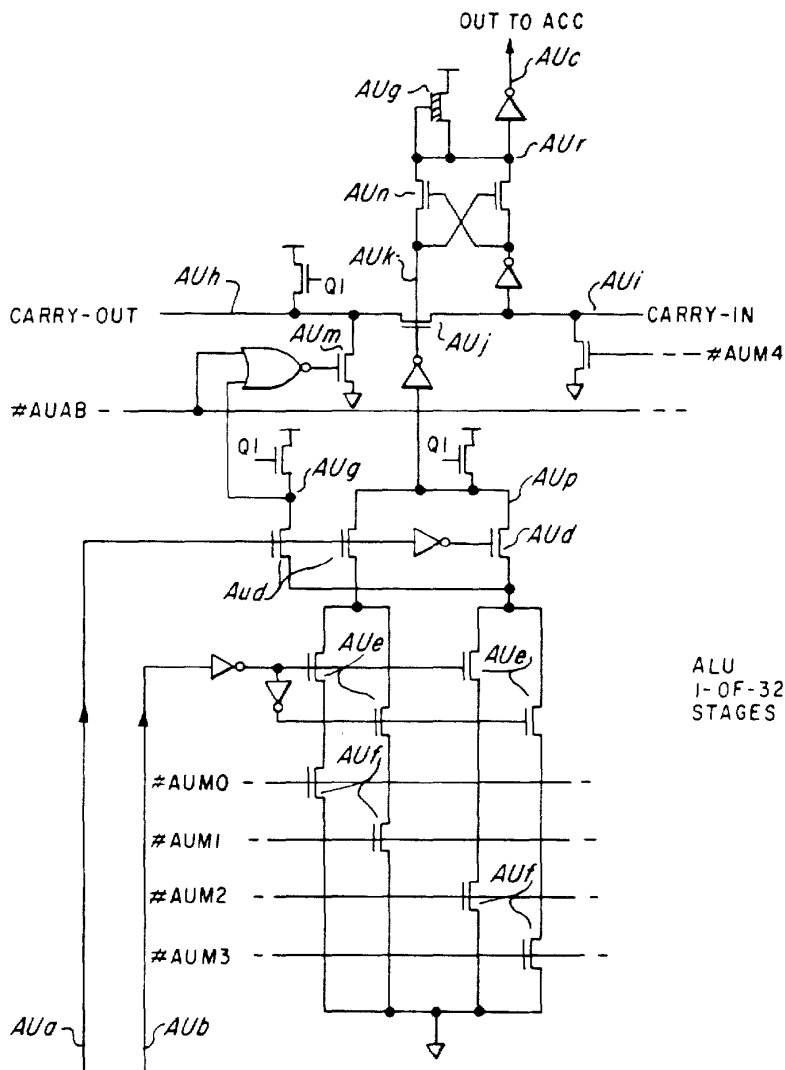 OUT TO ACC
AUc
AUg
AUr
AUn
AUk
AUh
Q1
AUi
CARRY-OUT
CARRY-IN
AUm
AUj
#AUM4
#AUAB
Q1
AUg
Q1
AUp
AUd
Aud
AUe
AUe
ALU
1-OF-32
STAGES
AUf
#AUM0
#AUM1
AUf
#AUM2
#AUM3
AUa
AUb